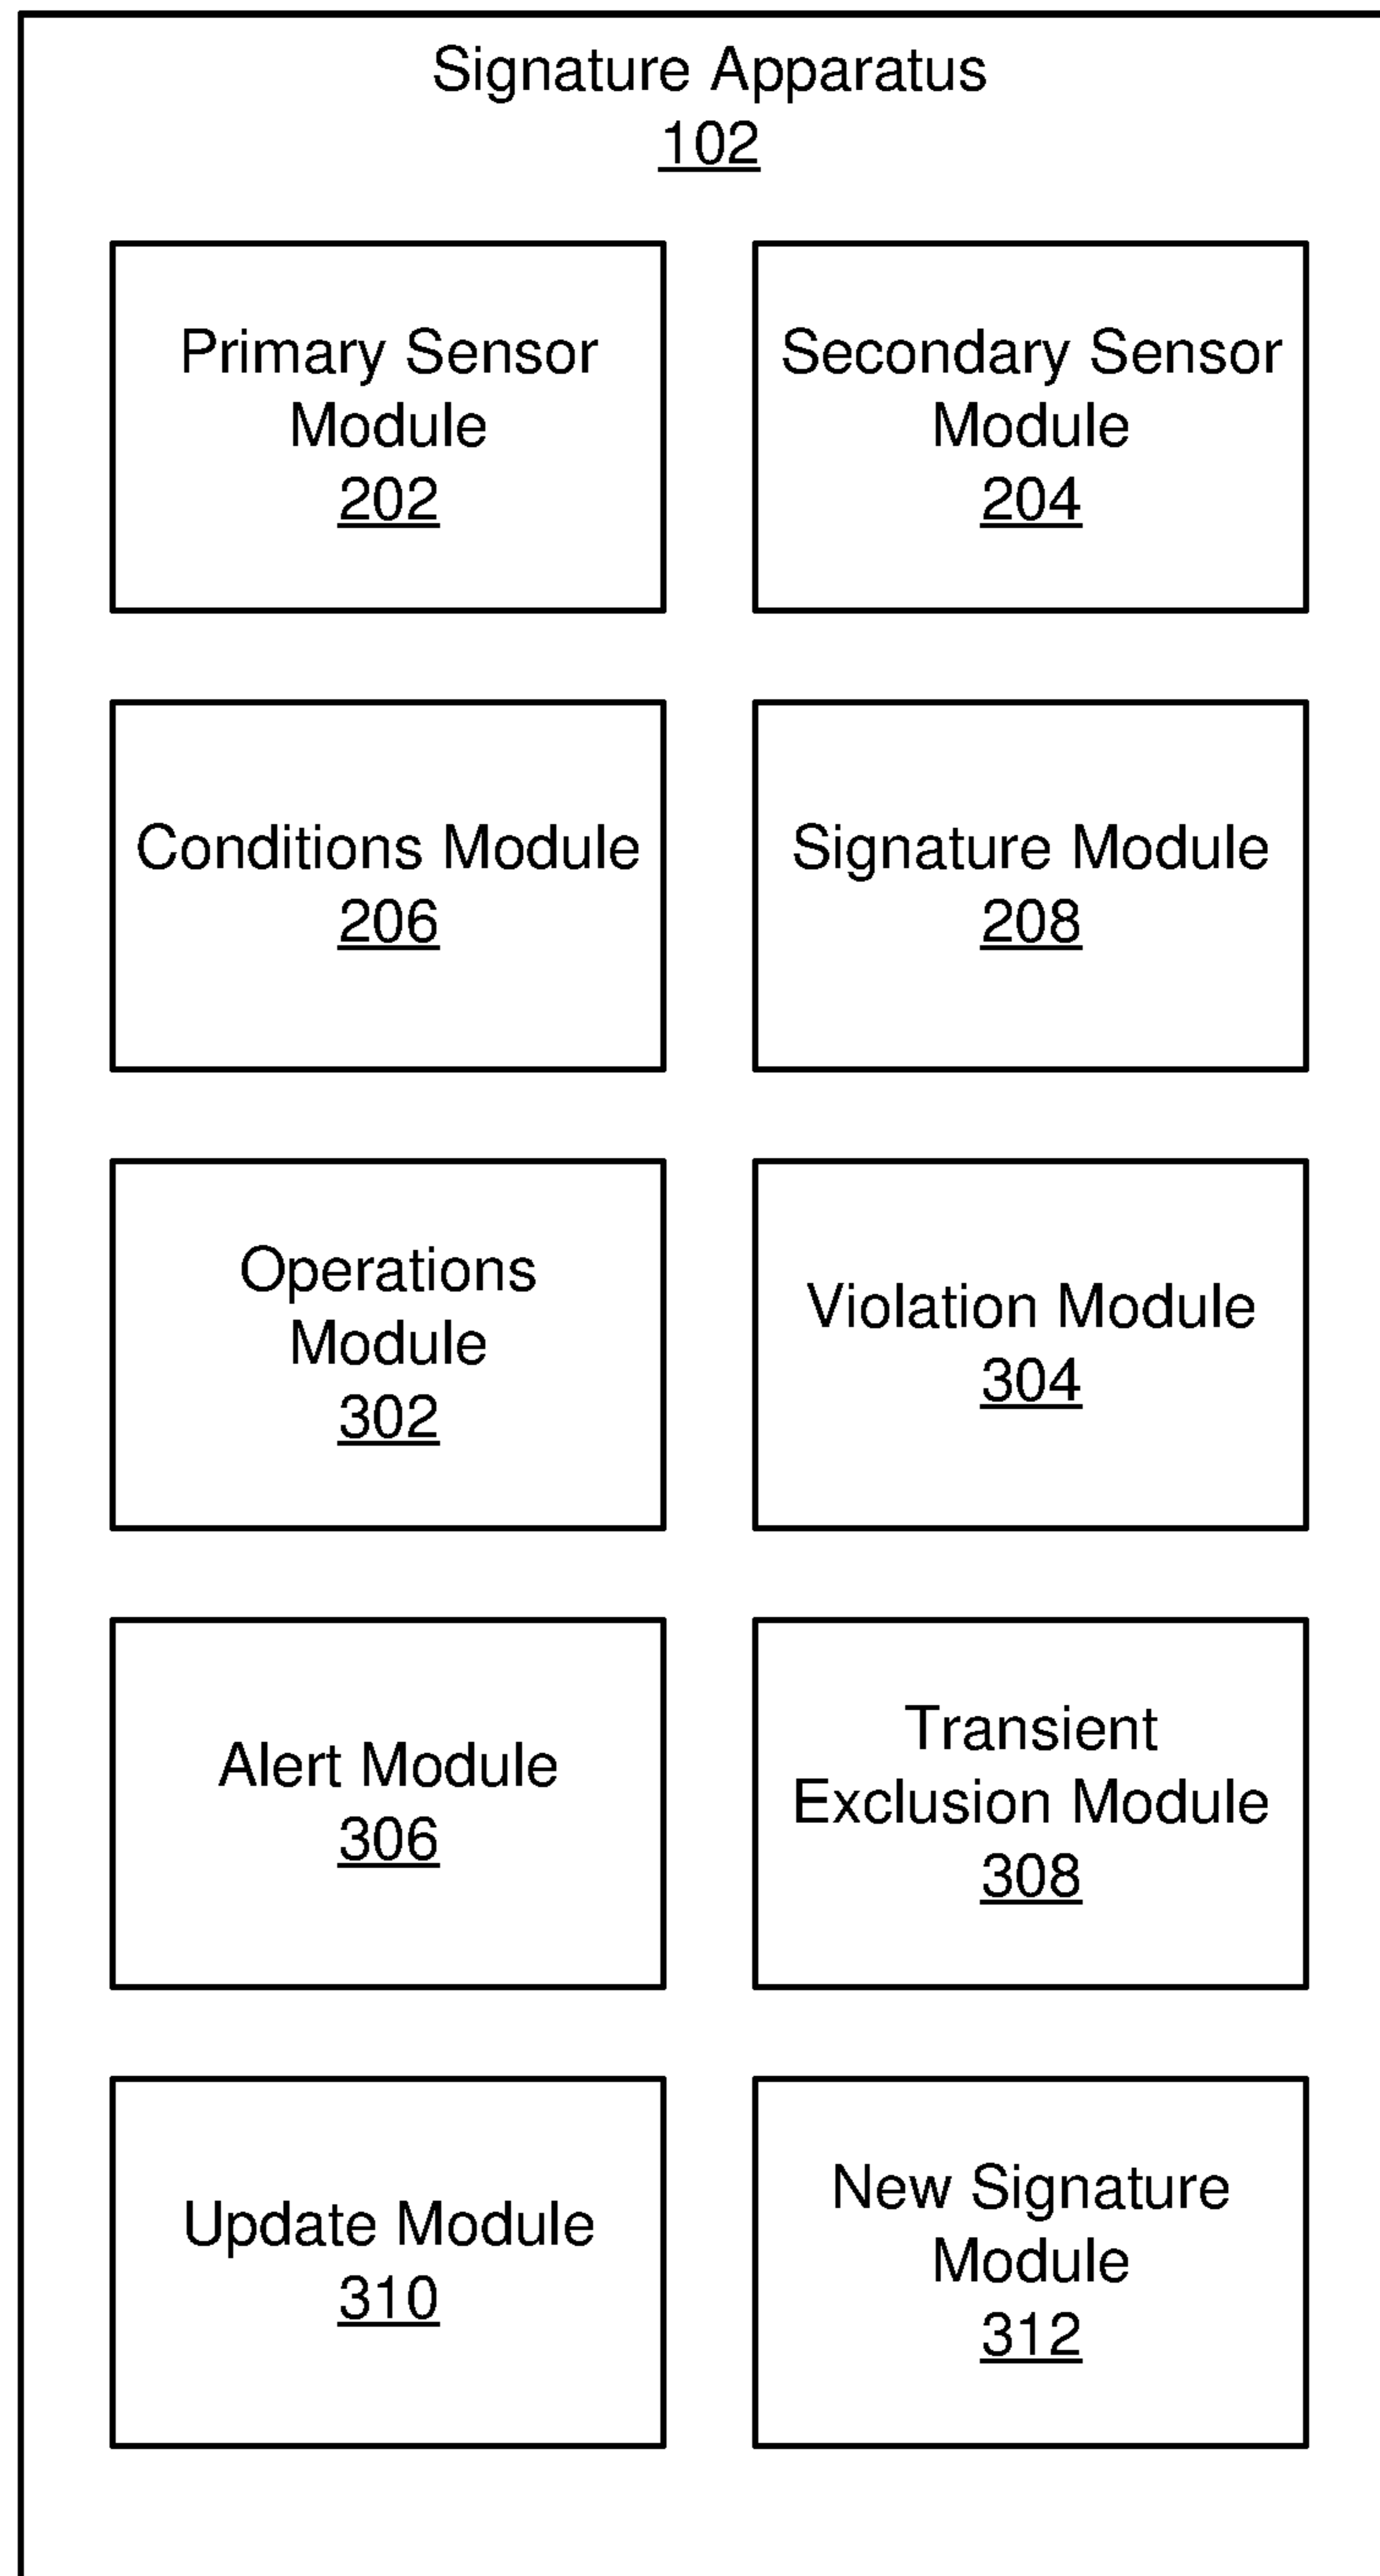 Signature Apparatus
102
Primary Sensor
Module
202
Secondary Sensor
Module
204
Conditions Module
206
Signature Module
208
Operations
Module
302
Violation Module
304
Alert Module
306
Transient
Exclusion Module
308
Update Module
310
New Signature
Module
312